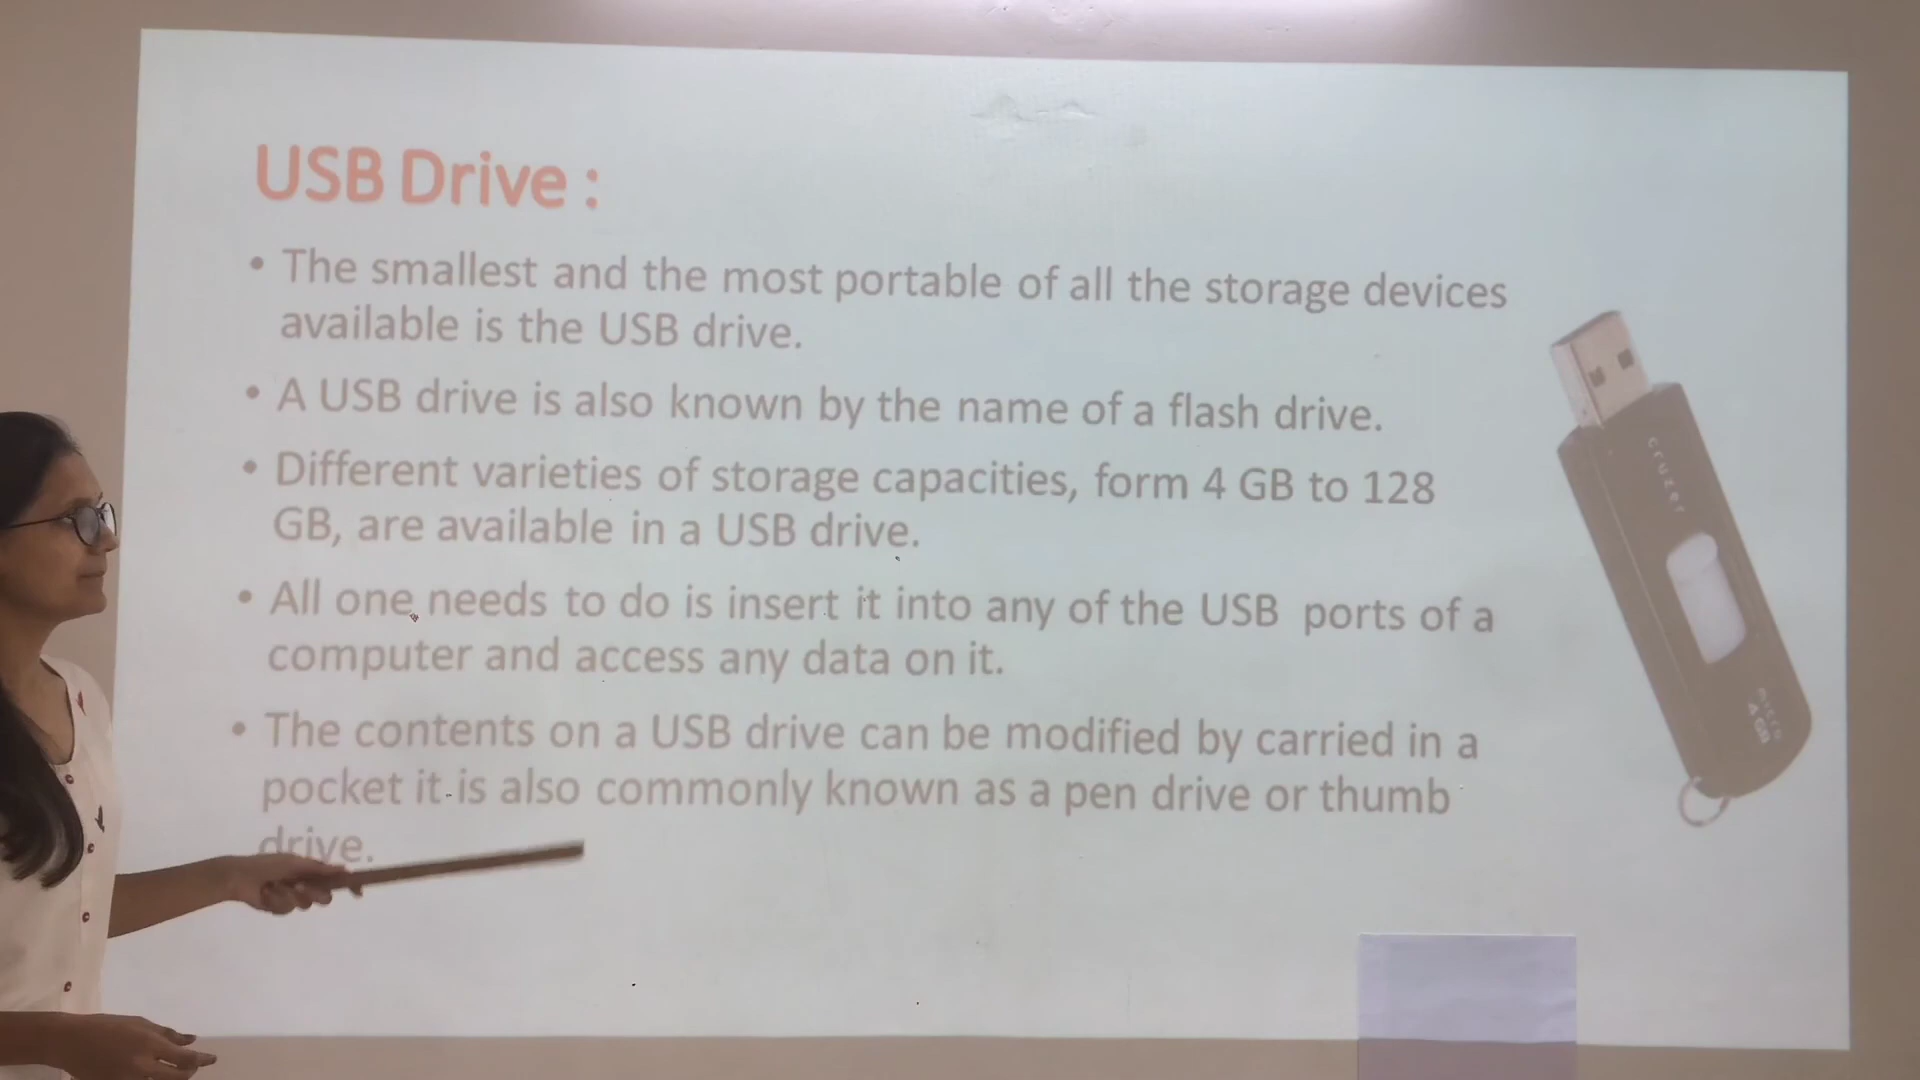 USB Drive :
• The smallest and the most portable of all the storage devices
available is the USB drive.
• A USB drive is also known by the name of a flash drive.
• Different varieties of storage capacities, form 4 GB to 128
GB, are available in a USB drive.
• All one needs to do is insert it into any of the USB ports of a
computer and access any data on it.
• The contents on a USB drive can be modified by carried in a
pocket it is also commonly known as a pen drive or thumb
drive.
cruzer
micro
4 GB